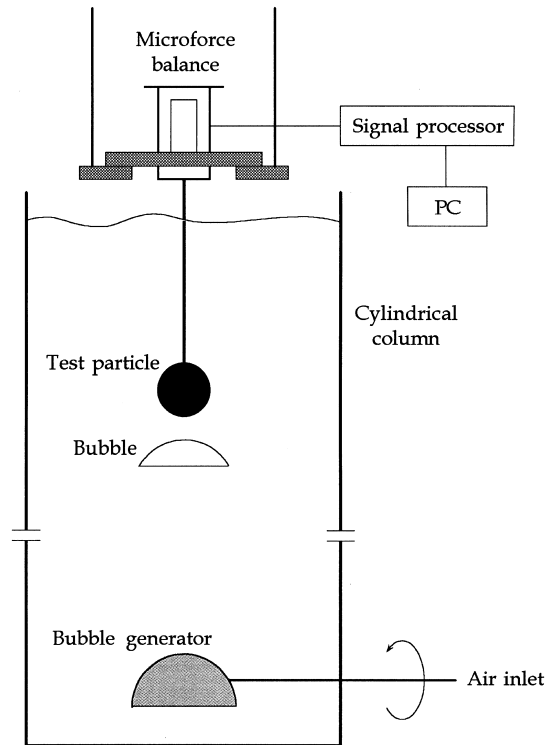 Microforce
balance
Signal processor
PC
Cylindrical
column
Test particle
Bubble
Bubble generator
Air inlet